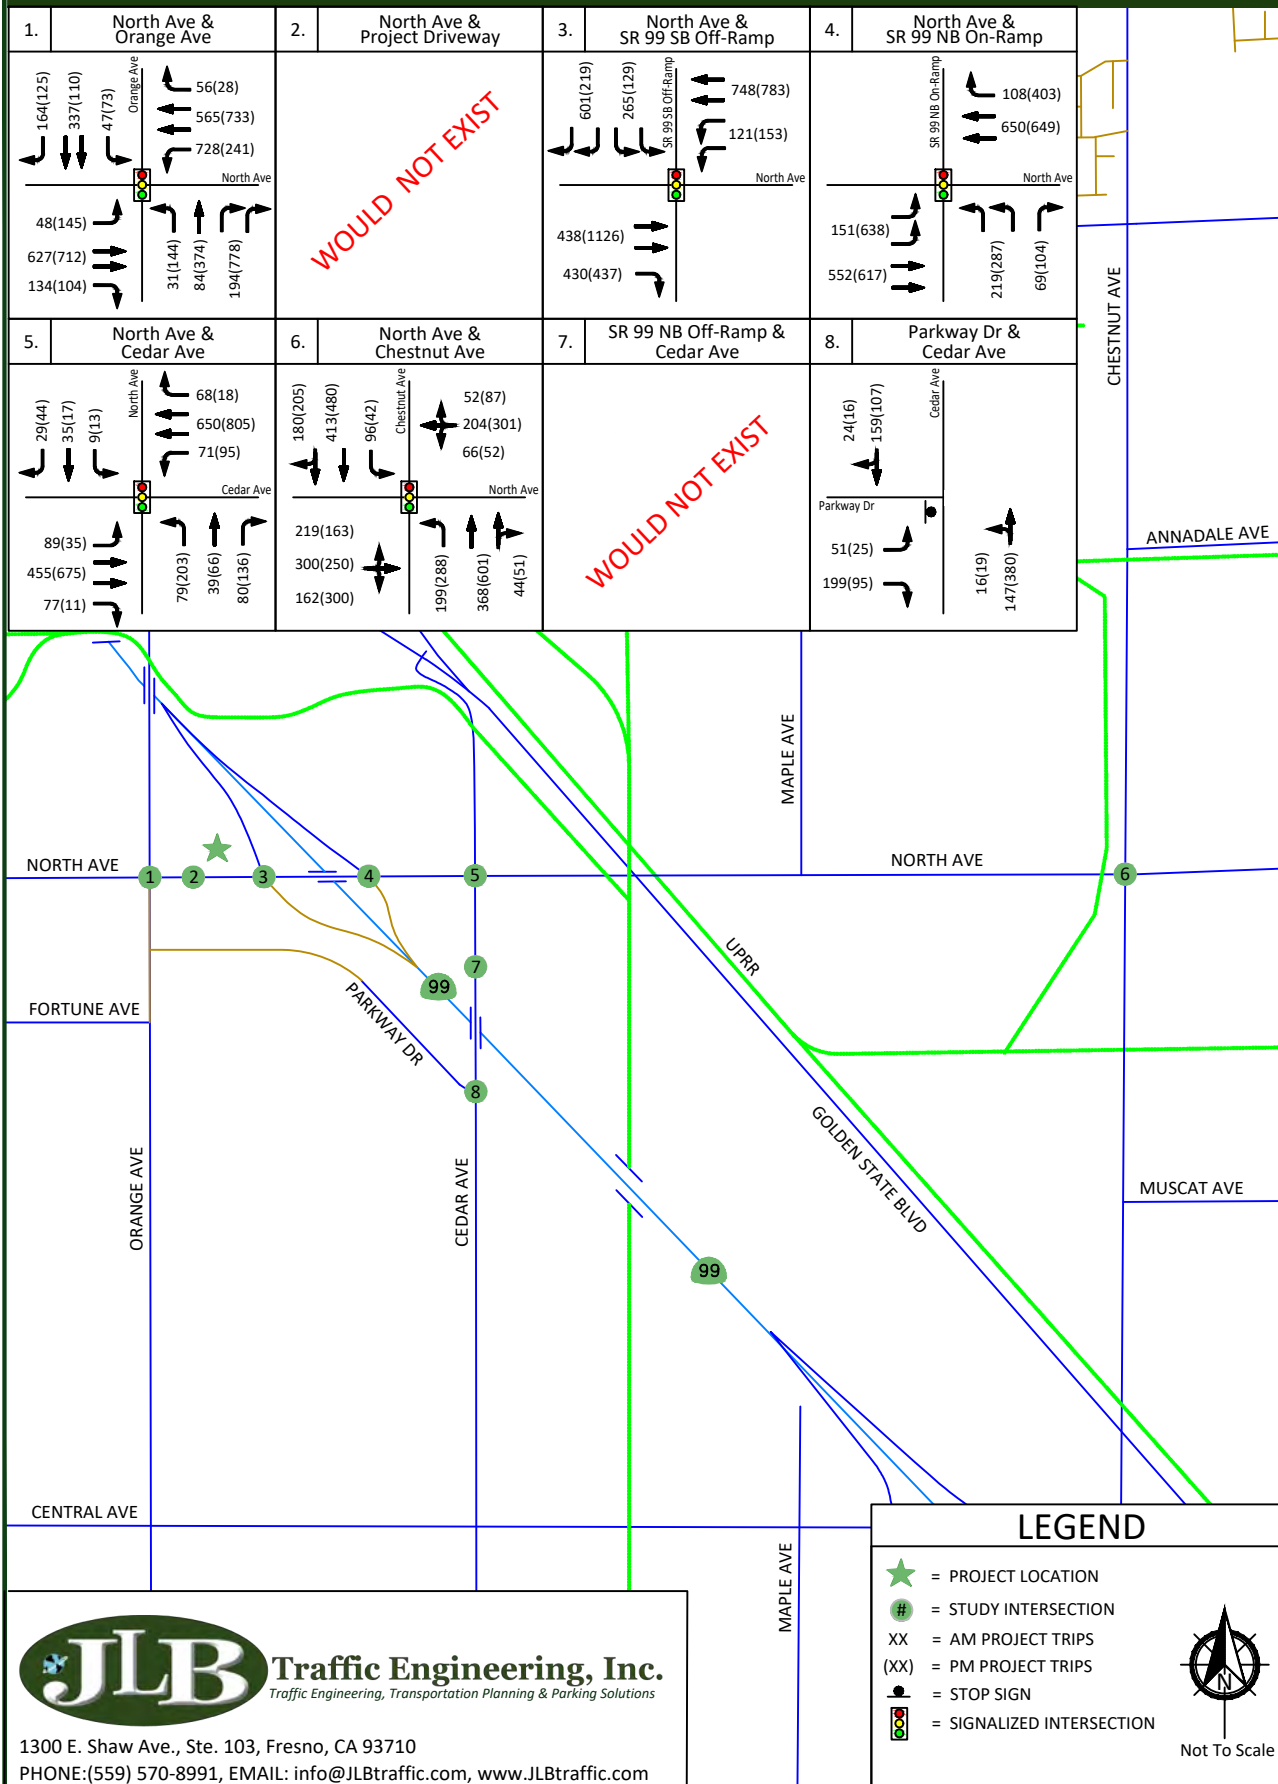 1.
North Ave &
Orange Ave
164(125)
337(110)
47(73)
Orange Ave
56(28)
565(733)
728(241)
North Ave
48(145)
627(712)
134(104)
31(144)
84(374)
194(778)
2.
North Ave &
Project Driveway
WOULD NOT EXIST
3.
North Ave &
SR 99 SB Off-Ramp
601(219)
265(129)
SR 99 SB Off-Ramp
748(783)
121(153)
North Ave
438(1126)
430(437)
4.
North Ave &
SR 99 NB On-Ramp
SR 99 NB On-Ramp
108(403)
650(649)
North Ave
151(638)
552(617)
219(287)
69(104)
5.
North Ave &
Cedar Ave
29(44)
35(17)
9(13)
North Ave
68(18)
650(805)
71(95)
Cedar Ave
89(35)
455(675)
77(11)
79(203)
39(66)
80(136)
6.
North Ave &
Chestnut Ave
180(205)
413(480)
96(42)
Chestnut Ave
52(87)
204(301)
66(52)
North Ave
219(163)
300(250)
162(300)
199(288)
368(601)
44(51)
7.
SR 99 NB Off-Ramp &
Cedar Ave
WOULD NOT EXIST
8.
Parkway Dr &
Cedar Ave
24(16)
159(107)
Cedar Ave
Parkway Dr
51(25)
199(95)
16(19)
147(380)
CHESTNUT AVE
ANNADALE AVE
MAPLE AVE
NORTH AVE
NORTH AVE
1
2
3
4
5
6
7
99
UPRR
FORTUNE AVE
PARKWAY DR
8
ORANGE AVE
CEDAR AVE
GOLDEN STATE BLVD
MUSCAT AVE
99
CENTRAL AVE
MAPLE AVE
LEGEND
= PROJECT LOCATION
# = STUDY INTERSECTION
XX = AM PROJECT TRIPS
(XX) = PM PROJECT TRIPS
= STOP SIGN
= SIGNALIZED INTERSECTION
N
Not To Scale
JLB Traffic Engineering, Inc.
Traffic Engineering, Transportation Planning & Parking Solutions
1300 E. Shaw Ave., Ste. 103, Fresno, CA 93710
PHONE:(559) 570-8991, EMAIL: info@JLBtraffic.com, www.JLBtraffic.com